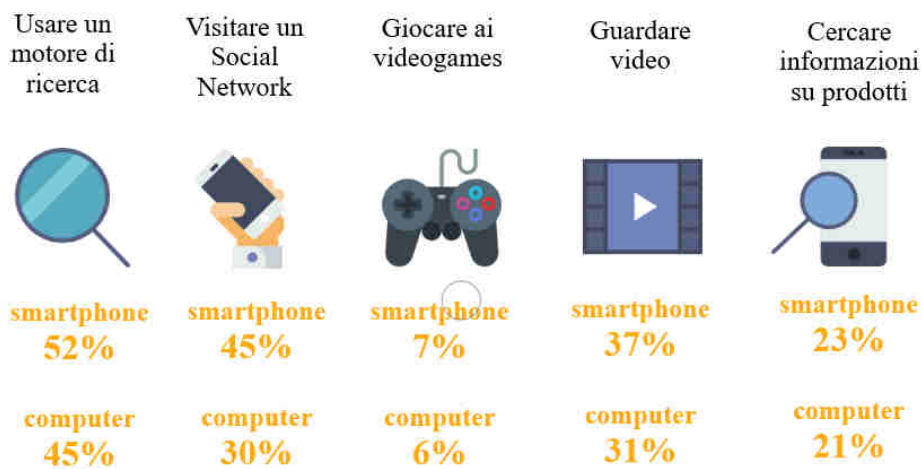 Usare un
motore di
ricerca
Visitare un
Social
Network
Giocare ai
videogames
Guardare
video
Cercare
informazioni
su prodotti
smartphone
52%
smartphone
45%
smartphone
7%
smartphone
37%
smartphone
23%
computer
45%
computer
30%
computer
6%
computer
31%
computer
21%